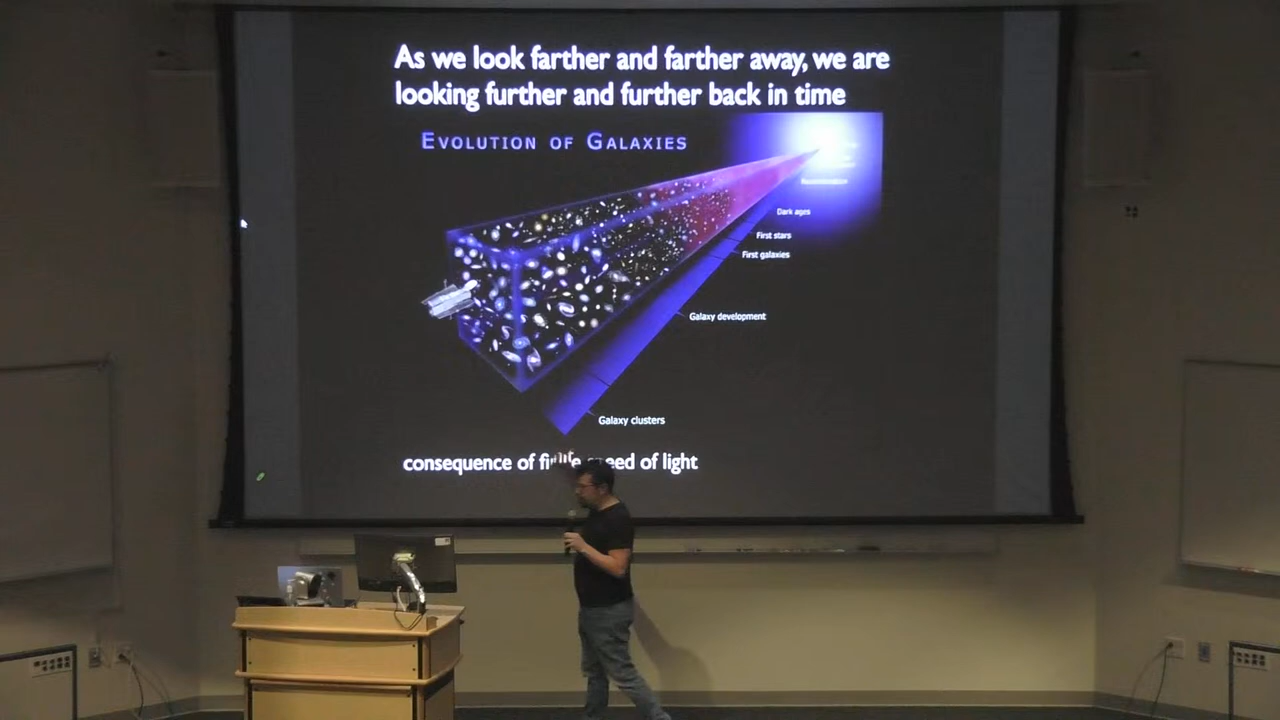 As we look farther and farther away, we are
looking further and further back in time
EVOLUTION OF GALAXIES
Dark ages
First stars
First galaxies
Galaxy development
Galaxy clusters
consequence of speed of light